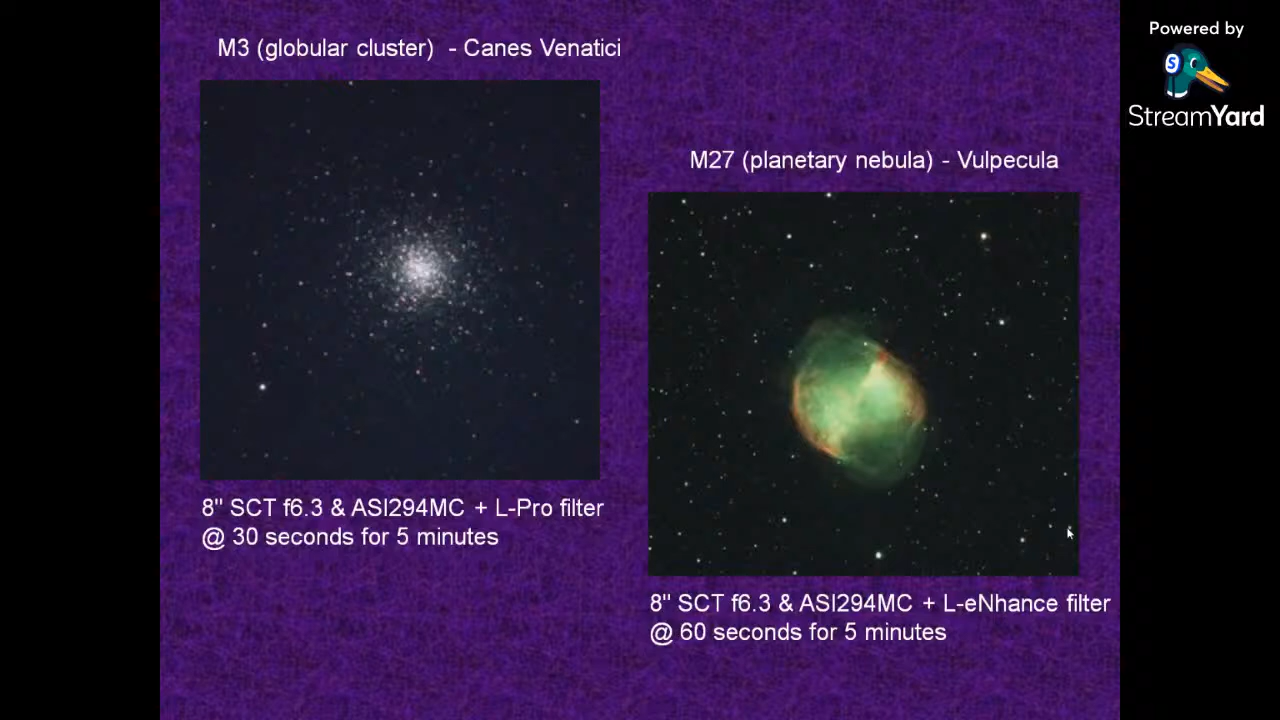 M3 (globular cluster)  - Canes Venatici
8" SCT f6.3 & ASI294MC + L-Pro filter
@ 30 seconds for 5 minutes
M27 (planetary nebula) - Vulpecula
8" SCT f6.3 & ASI294MC + L-eNhance filter
@ 60 seconds for 5 minutes
Powered by
S
StreamYard